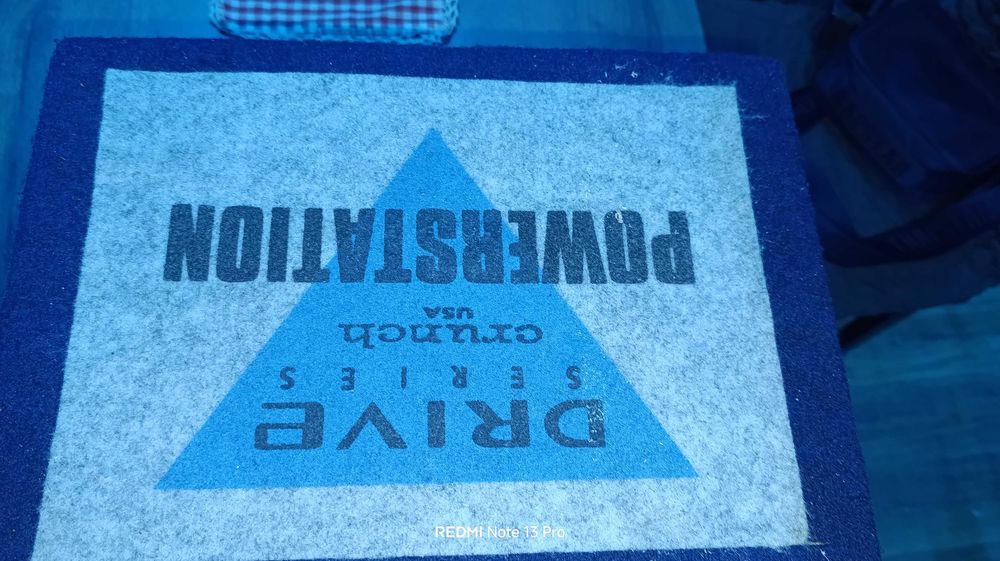 DRIVE
SERIES
crunch
USA
POWERSTATION
REDMI Note 13 Pro